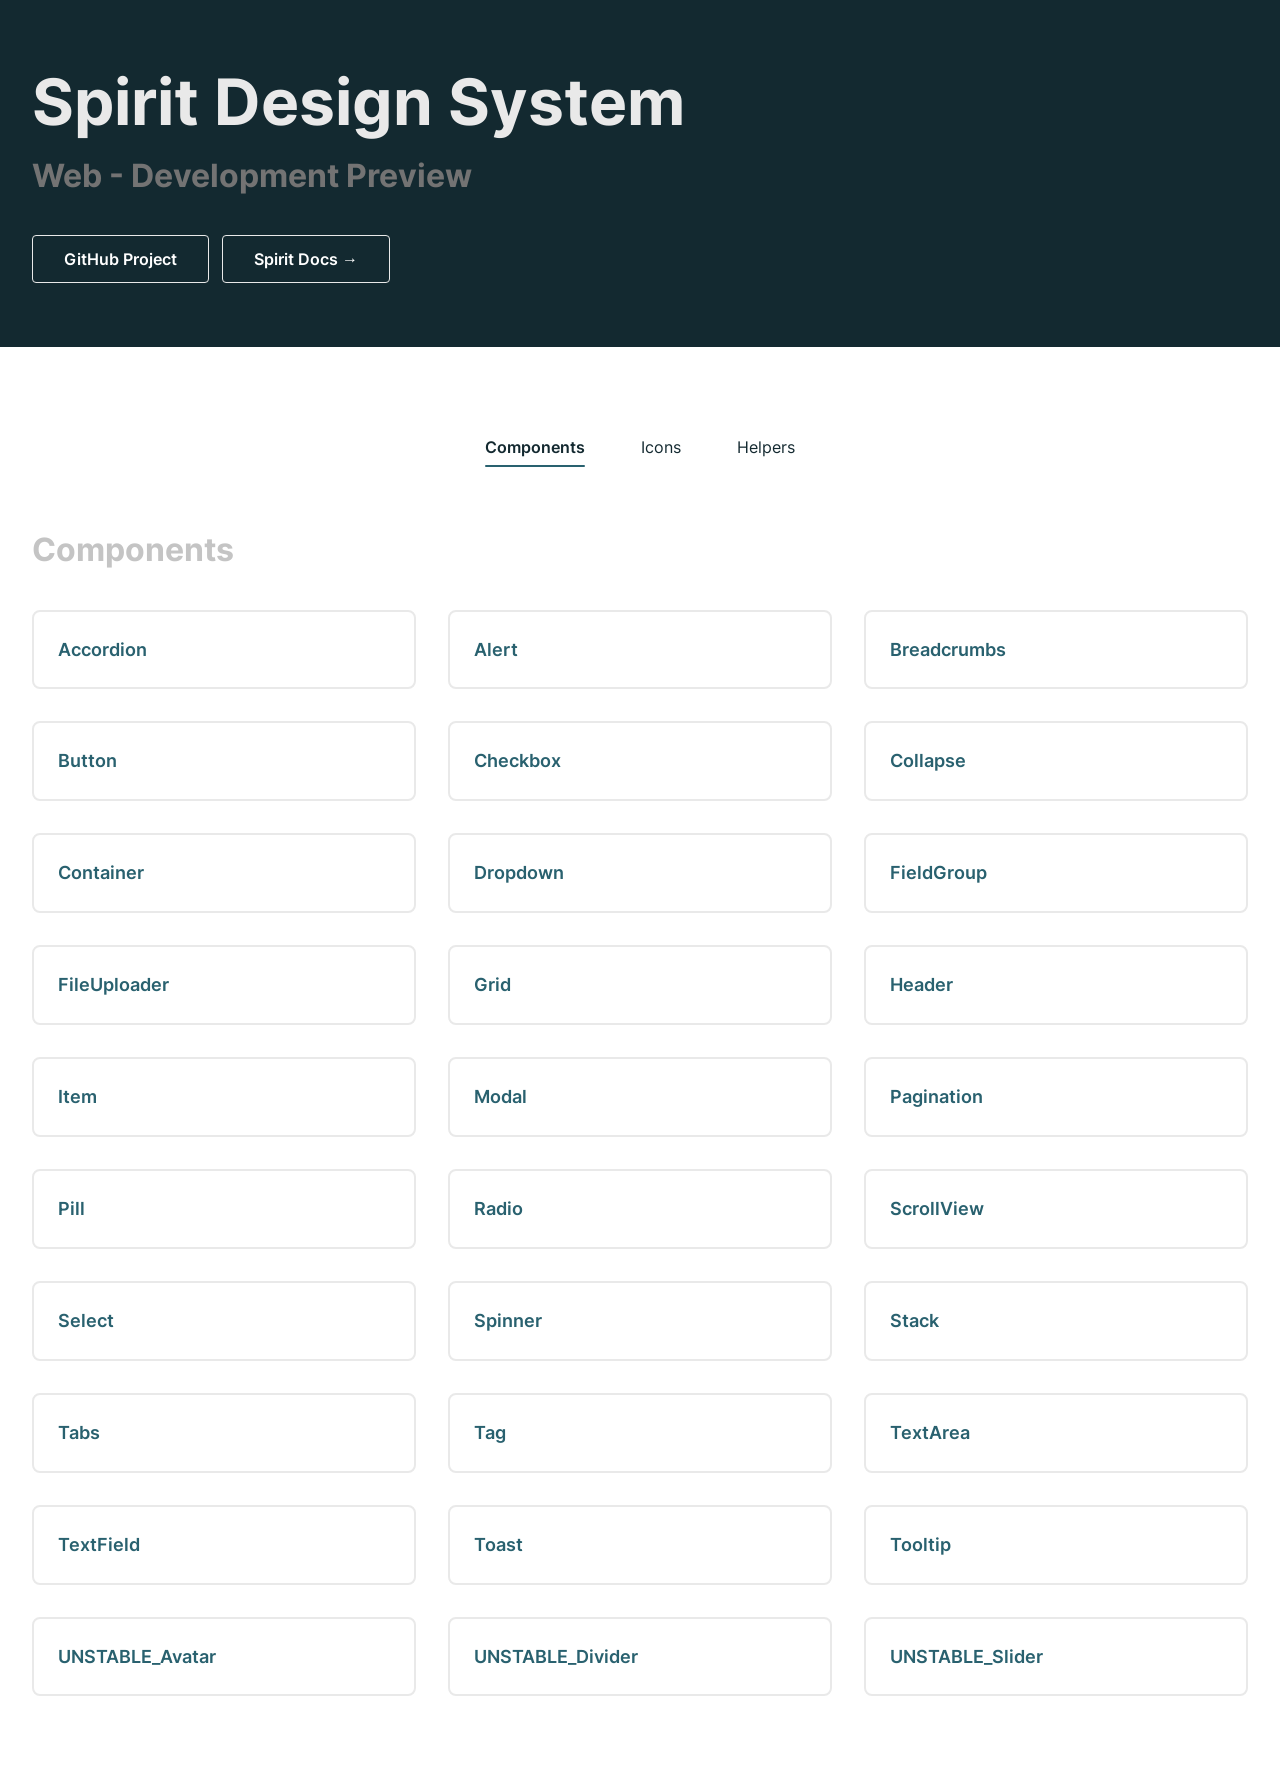 Spirit Design System
Web - Development Preview
GitHub Project
Spirit Docs →
Components
Icons
Helpers
Components
Accordion
Alert
Breadcrumbs
Button
Checkbox
Collapse
Container
Dropdown
FieldGroup
FileUploader
Grid
Header
Item
Modal
Pagination
Pill
Radio
ScrollView
Select
Spinner
Stack
Tabs
Tag
TextArea
TextField
Toast
Tooltip
UNSTABLE_Avatar
UNSTABLE_Divider
UNSTABLE_Slider